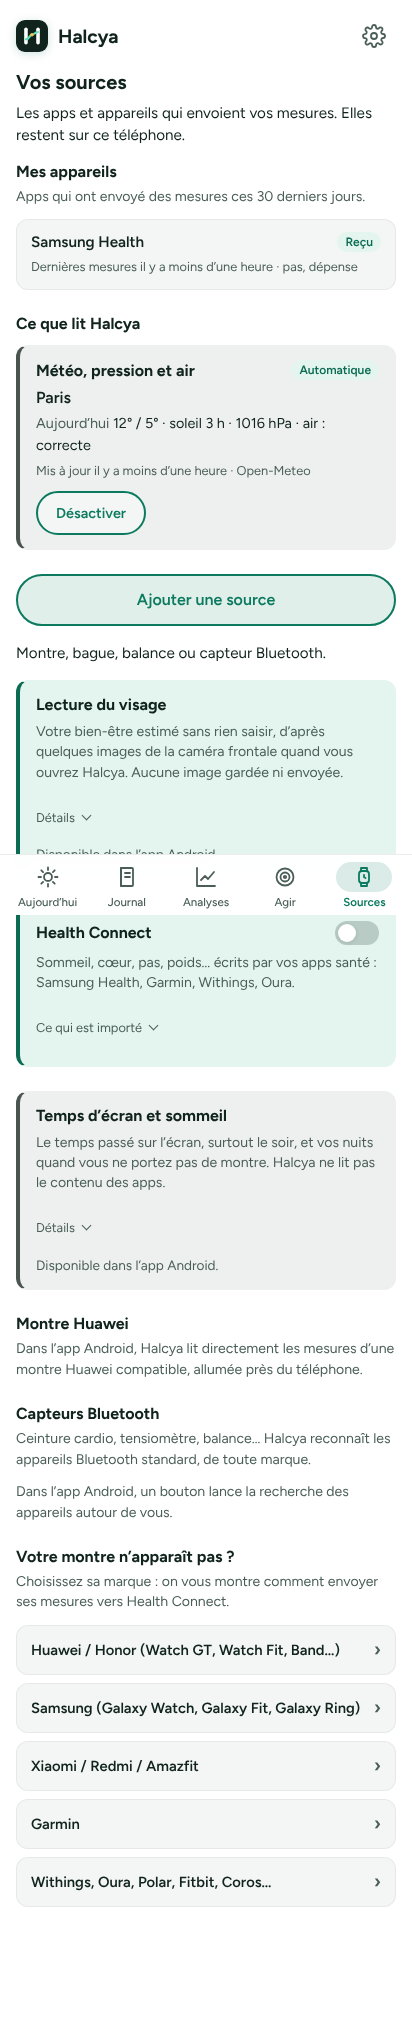 Halcya
Vos sources
Les apps et appareils qui envoient vos mesures. Elles
restent sur ce téléphone.
Mes appareils
Apps qui ont envoyé des mesures ces 30 derniers jours.
Samsung Health
Reçu
Dernières mesures il y a moins d’une heure · pas, dépense
Ce que lit Halcya
Météo, pression et air
Automatique
Paris
Aujourd’hui 12° / 5° · soleil 3 h · 1016 hPa · air :
correcte
Mis à jour il y a moins d’une heure · Open-Meteo
Désactiver
Ajouter une source
Montre, bague, balance ou capteur Bluetooth.
Lecture du visage
Votre bien-être estimé sans rien saisir, d’après
quelques images de la caméra frontale quand vous
ouvrez Halcya. Aucune image gardée ni envoyée.
Détails
Disponible dans l’app Android.
Aujourd’hui
Journal
Analyses
Agir
Sources
Health Connect
Sommeil, cœur, pas, poids… écrits par vos apps santé :
Samsung Health, Garmin, Withings, Oura.
Ce qui est importé
Temps d’écran et sommeil
Le temps passé sur l’écran, surtout le soir, et vos nuits
quand vous ne portez pas de montre. Halcya ne lit pas
le contenu des apps.
Détails
Disponible dans l’app Android.
Montre Huawei
Dans l’app Android, Halcya lit directement les mesures d’une
montre Huawei compatible, allumée près du téléphone.
Capteurs Bluetooth
Ceinture cardio, tensiomètre, balance… Halcya reconnaît les
appareils Bluetooth standard, de toute marque.
Dans l’app Android, un bouton lance la recherche des
appareils autour de vous.
Votre montre n’apparaît pas ?
Choisissez sa marque : on vous montre comment envoyer
ses mesures vers Health Connect.
Huawei / Honor (Watch GT, Watch Fit, Band…)
Samsung (Galaxy Watch, Galaxy Fit, Galaxy Ring)
Xiaomi / Redmi / Amazfit
Garmin
Withings, Oura, Polar, Fitbit, Coros…